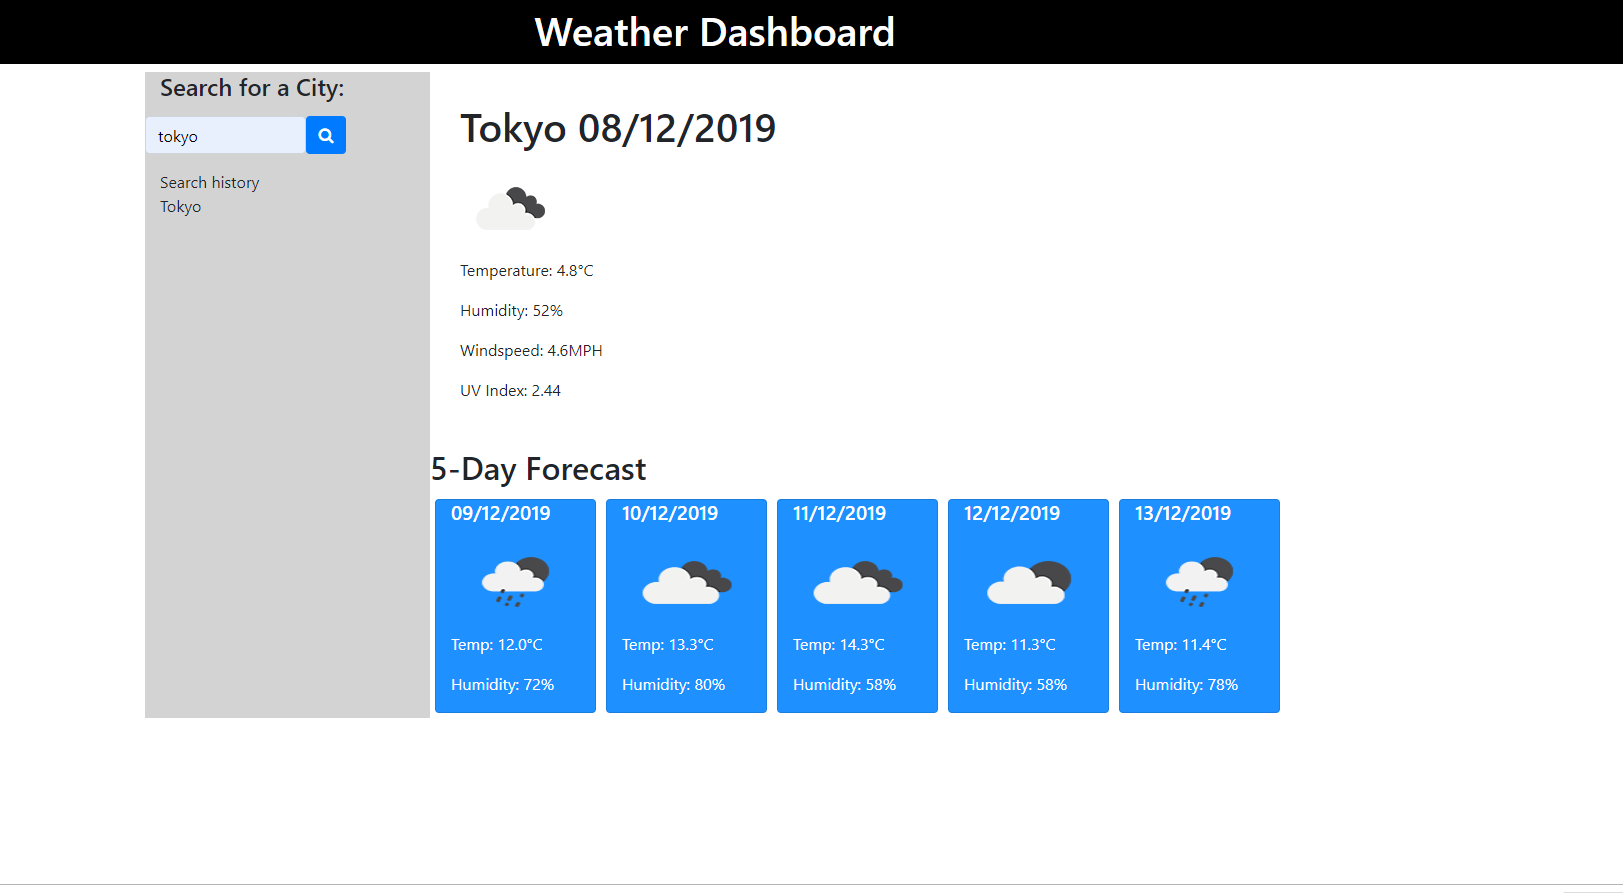 Weather Dashboard
Search for a City:
tokyo
Search history
Tokyo
Tokyo 08/12/2019
Temperature: 4.8°C
Humidity: 52%
Windspeed: 4.6MPH
UV Index: 2.44
5-Day Forecast
09/12/2019
Temp: 12.0°C
Humidity: 72%
10/12/2019
Temp: 13.3°C
Humidity: 80%
11/12/2019
Temp: 14.3°C
Humidity: 58%
12/12/2019
Temp: 11.3°C
Humidity: 58%
13/12/2019
Temp: 11.4°C
Humidity: 78%